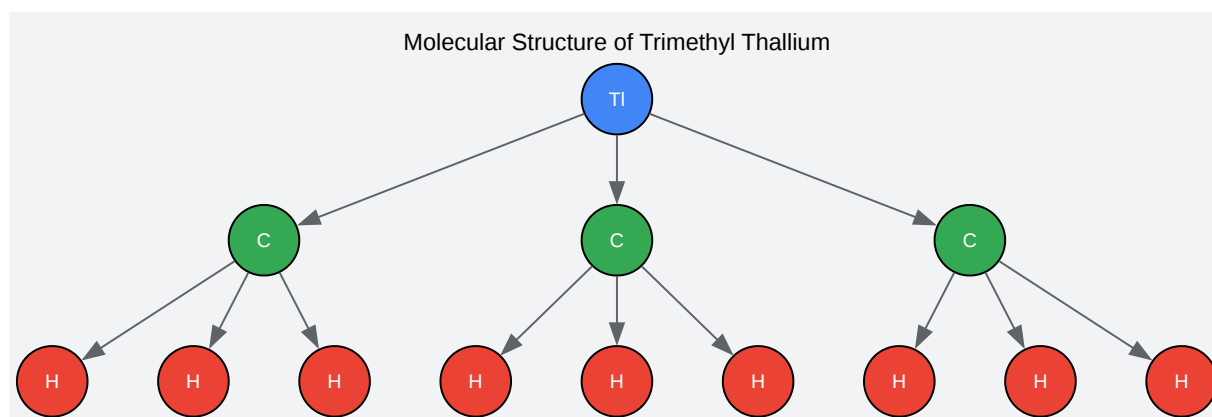 Molecular Structure of Trimethyl Thallium
Tl
C C C
H H H H H H H H H